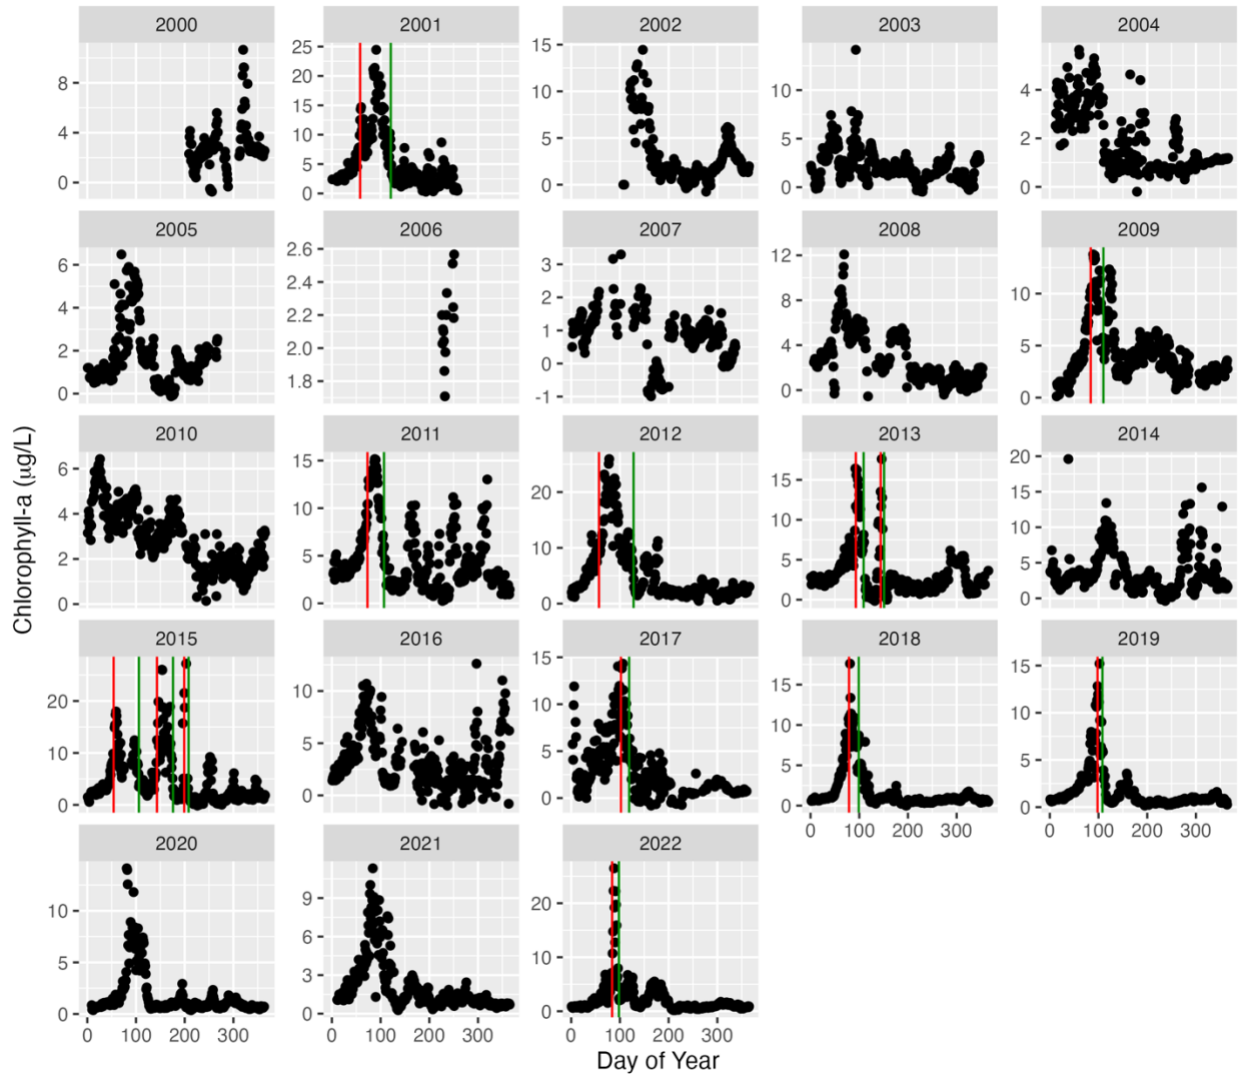 2000 2001 2002 2003 2004
8 4 0
25 20 15 10 5 0
15 10 5 0
10 5 0
4 2 0
2005 2006 2007 2008 2009
6 4 2 0
2.6 2.4 2.2 2.0 1.8
3 2 1 0 -1
12 8 4 0
10 5 0
2010 2011 2012 2013 2014
6 4 2 0
15 10 5 0
20 10 0
15 10 5 0
20 15 10 5 0
Chlorophyll-a (μg/L)
2015 2016 2017 2018 2019
20 10 0
10 5 0
15 10 5 0
15 10 5 0
15 10 5 0
0 100 200 300 0 100 200 300
2020 2021 2022
10 5 0
9 6 3 0
20 10 0
0 100 200 300 0 100 200 300 0 100 200 300
Day of Year